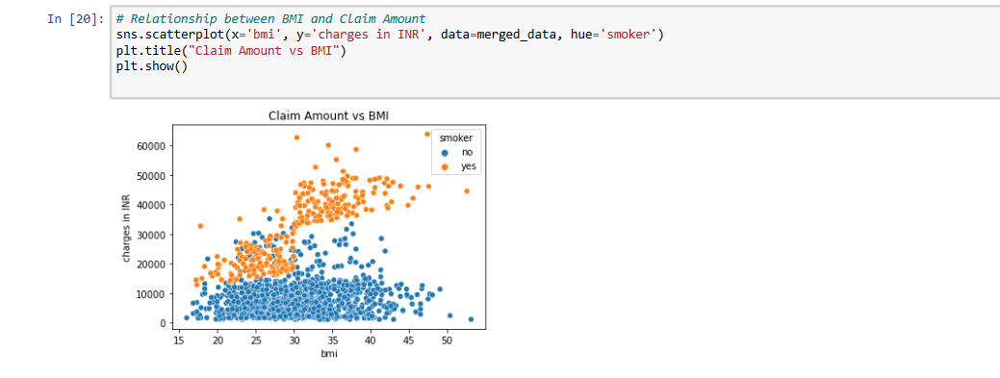 In [20]: # Relationship between BMI and Claim Amount
sns.scatterplot(x='bmi', y='charges in INR', data=merged_data, hue='smoker')
plt.title("Claim Amount vs BMI")
plt.show()
Claim Amount vs BMI
smoker
no
yes
charges in INR
60000
50000
40000
30000
20000
10000
0
15 20 25 30 35 40 45 50
bmi